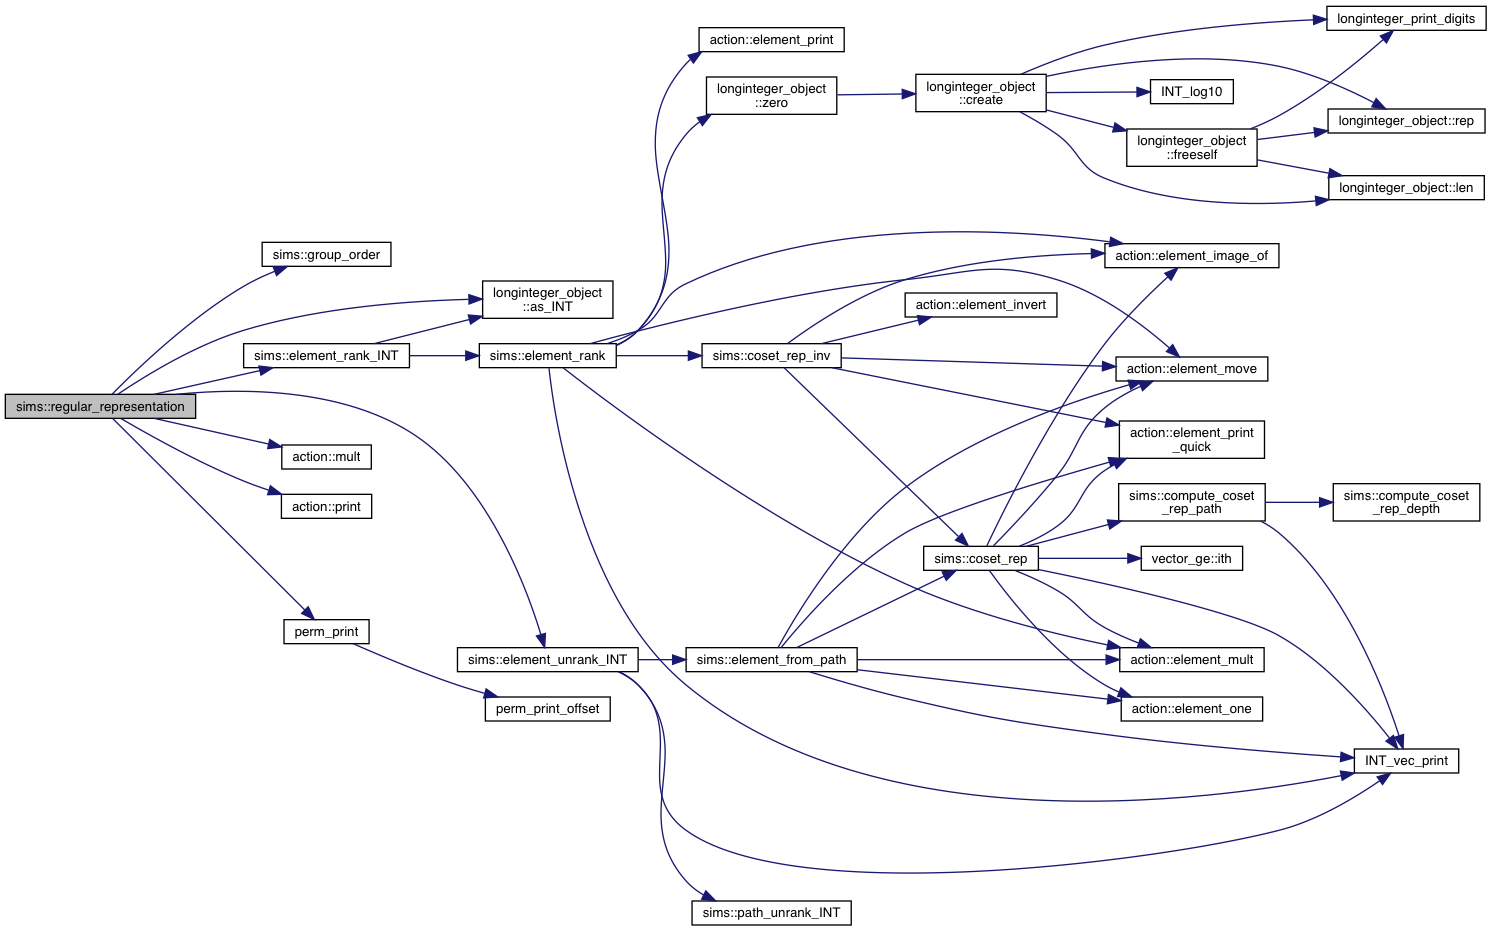 longinteger_print_digits
action::element_print
longinteger_object
::zero
longinteger_object
::create
INT_log10
longinteger_object::rep
longinteger_object
::freeself
longinteger_object::len
sims::group_order
action::element_image_of
longinteger_object
::as_INT
action::element_invert
sims::element_rank_INT
sims::element_rank
sims::coset_rep_inv
action::element_move
sims::regular_representation
action::element_print
_quick
action::mult
action::print
sims::compute_coset
_rep_path
sims::compute_coset
_rep_depth
sims::coset_rep
vector_ge::ith
perm_print
sims::element_unrank_INT
sims::element_from_path
action::element_mult
perm_print_offset
action::element_one
INT_vec_print
sims::path_unrank_INT